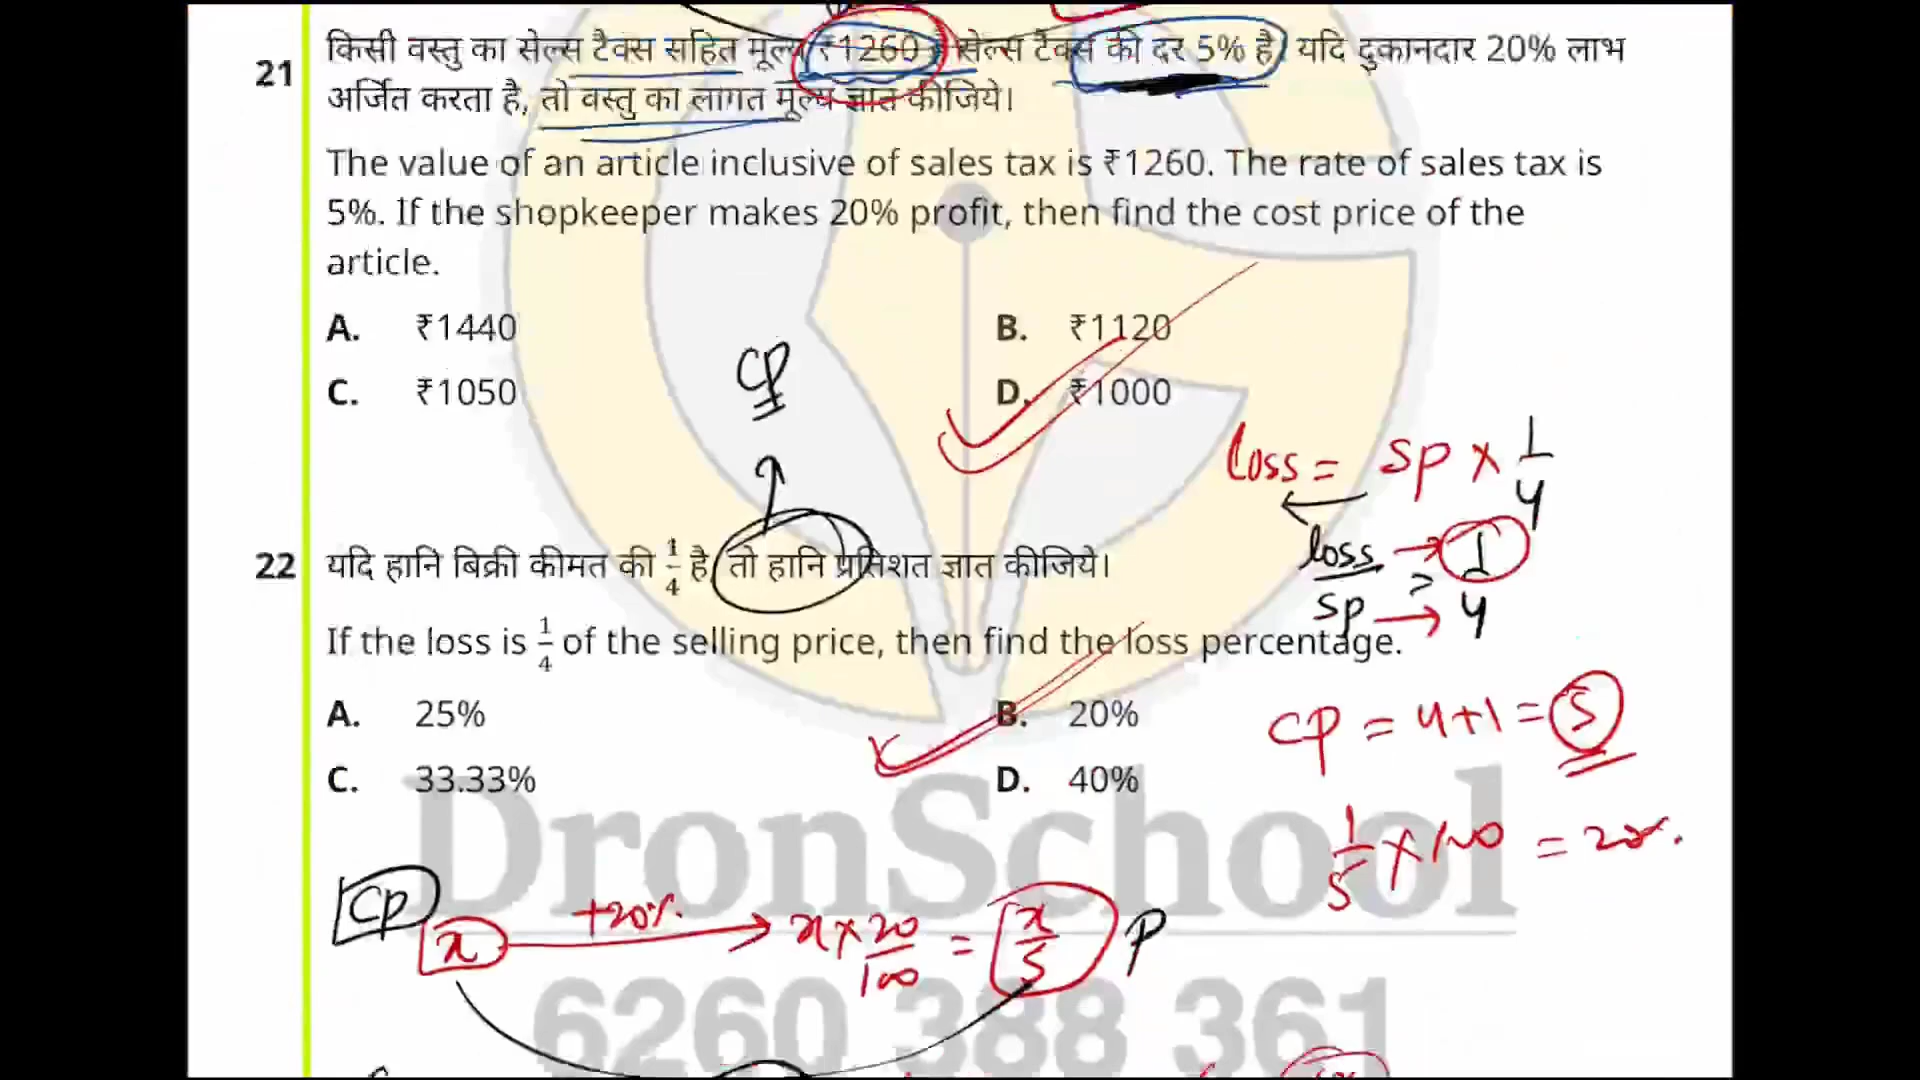 21
किसी वस्तु का सेल्स टैक्स सहित मूल्य ₹1260 है सेल्स टैक्स की दर 5% है। यदि दुकानदार 20% लाभ
अर्जित करता है, तो वस्तु का लागत मूल्य ज्ञात कीजिये।
The value of an article inclusive of sales tax is ₹1260. The rate of sales tax is
5%. If the shopkeeper makes 20% profit, then find the cost price of the
article.
A. ₹1440
B. ₹1120
C. ₹1050
D. ₹1000
CP
Loss = SP × 1/4
loss/SP = 1/4
22
यदि हानि बिक्री कीमत की 1/4 है, तो हानि प्रतिशत ज्ञात कीजिये।
If the loss is 1/4 of the selling price, then find the loss percentage.
A. 25%
B. 20%
C. 33.33%
D. 40%
CP = 4+1 = 5
1/5 × 100 = 20%.
DronSchool
CP
x +20% x × 20/100 = x/5 P
6260 388 361